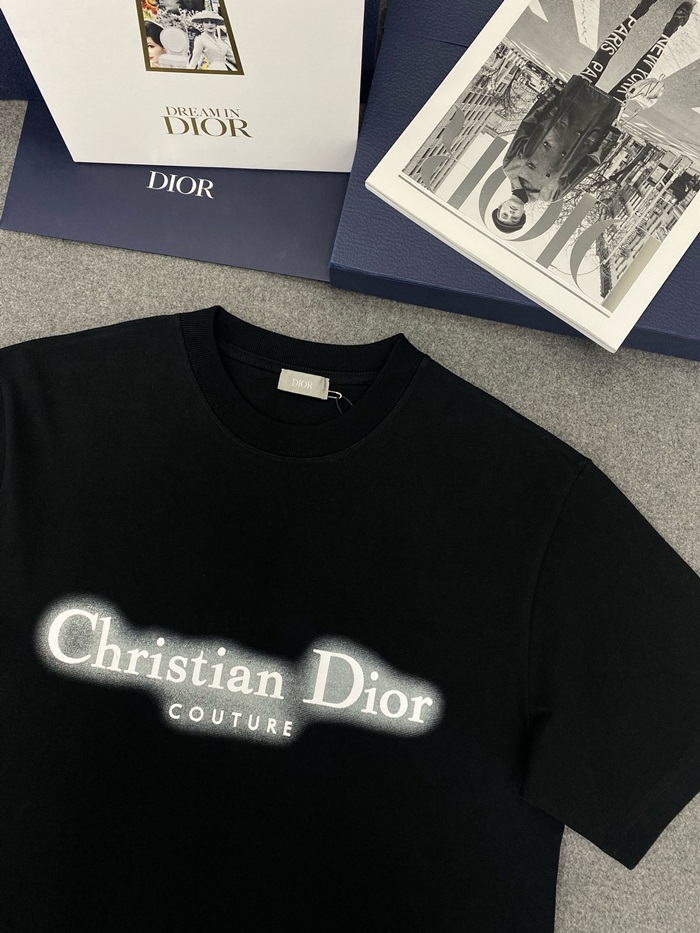 DREAM IN
DIOR
DIOR
PARIS
NEW YORK
Dior
DIOR
Christian Dior
COUTURE